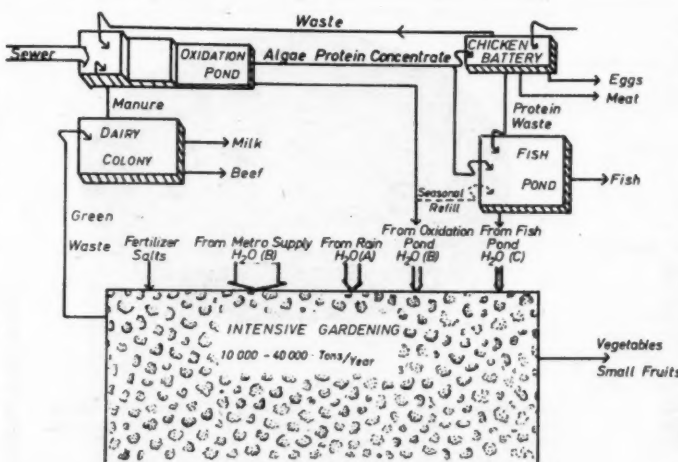 Waste
Sewer
OXIDATION
POND
Algae Protein Concentrate
CHICKEN
BATTERY
Eggs
Meat
Manure
Protein
Waste
DAIRY
COLONY
Milk
Beef
FISH
POND
Fish
Seasonal
Refill
Green
Waste
Fertilizer
Salts
From Metro Supply
H₂O (B)
From Rain
H₂O (A)
From Oxidation
Pond
H₂O (B)
From Fish
Pond
H₂O (C)
INTENSIVE GARDENING
10 000 - 40 000 Tons/Year
Vegetables
Small Fruits